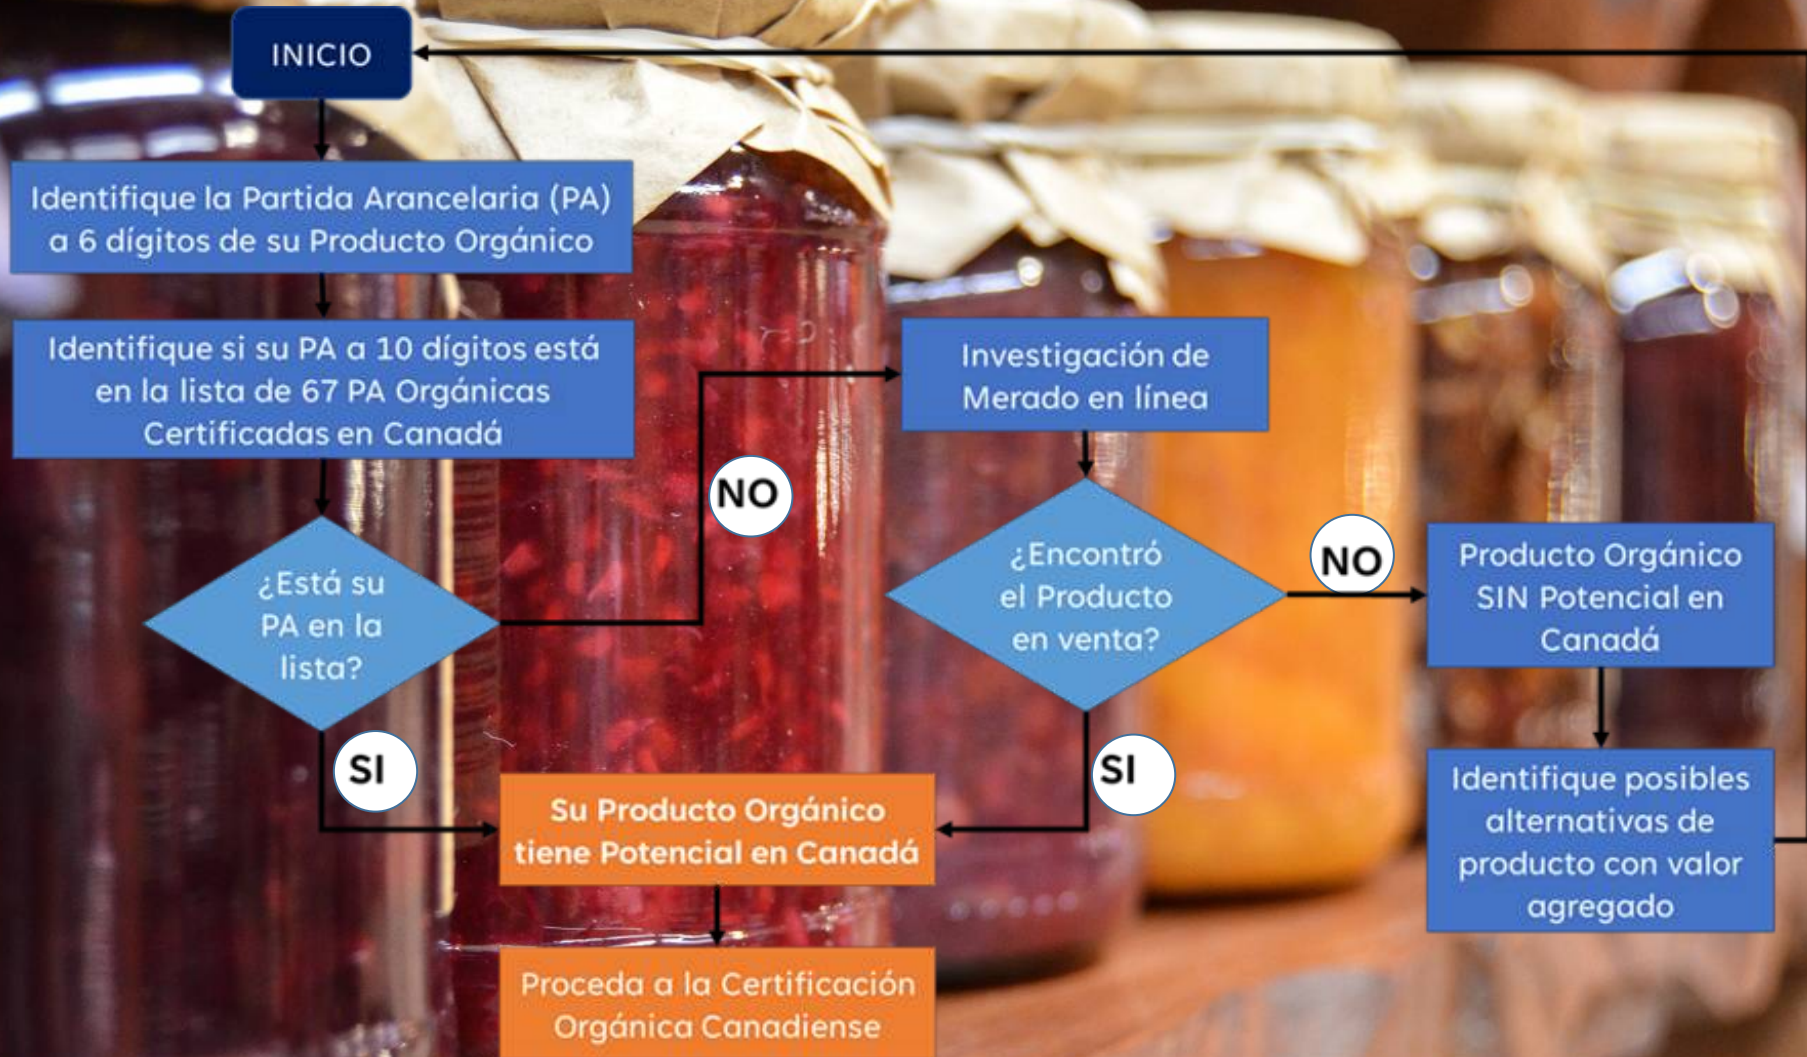 INICIO
Identifique la Partida Arancelaria (PA)
a 6 dígitos de su Producto Orgánico
Identifique si su PA a 10 dígitos está
en la lista de 67 PA Orgánicas
Certificadas en Canadá
¿Está su
PA en la
lista?
NO
SI
Investigación de
Merado en línea
¿Encontró
el Producto
en venta?
NO
SI
Producto Orgánico
SIN Potencial en
Canadá
Identifique posibles
alternativas de
producto con valor
agregado
Su Producto Orgánico
tiene Potencial en Canadá
Proceda a la Certificación
Orgánica Canadiense